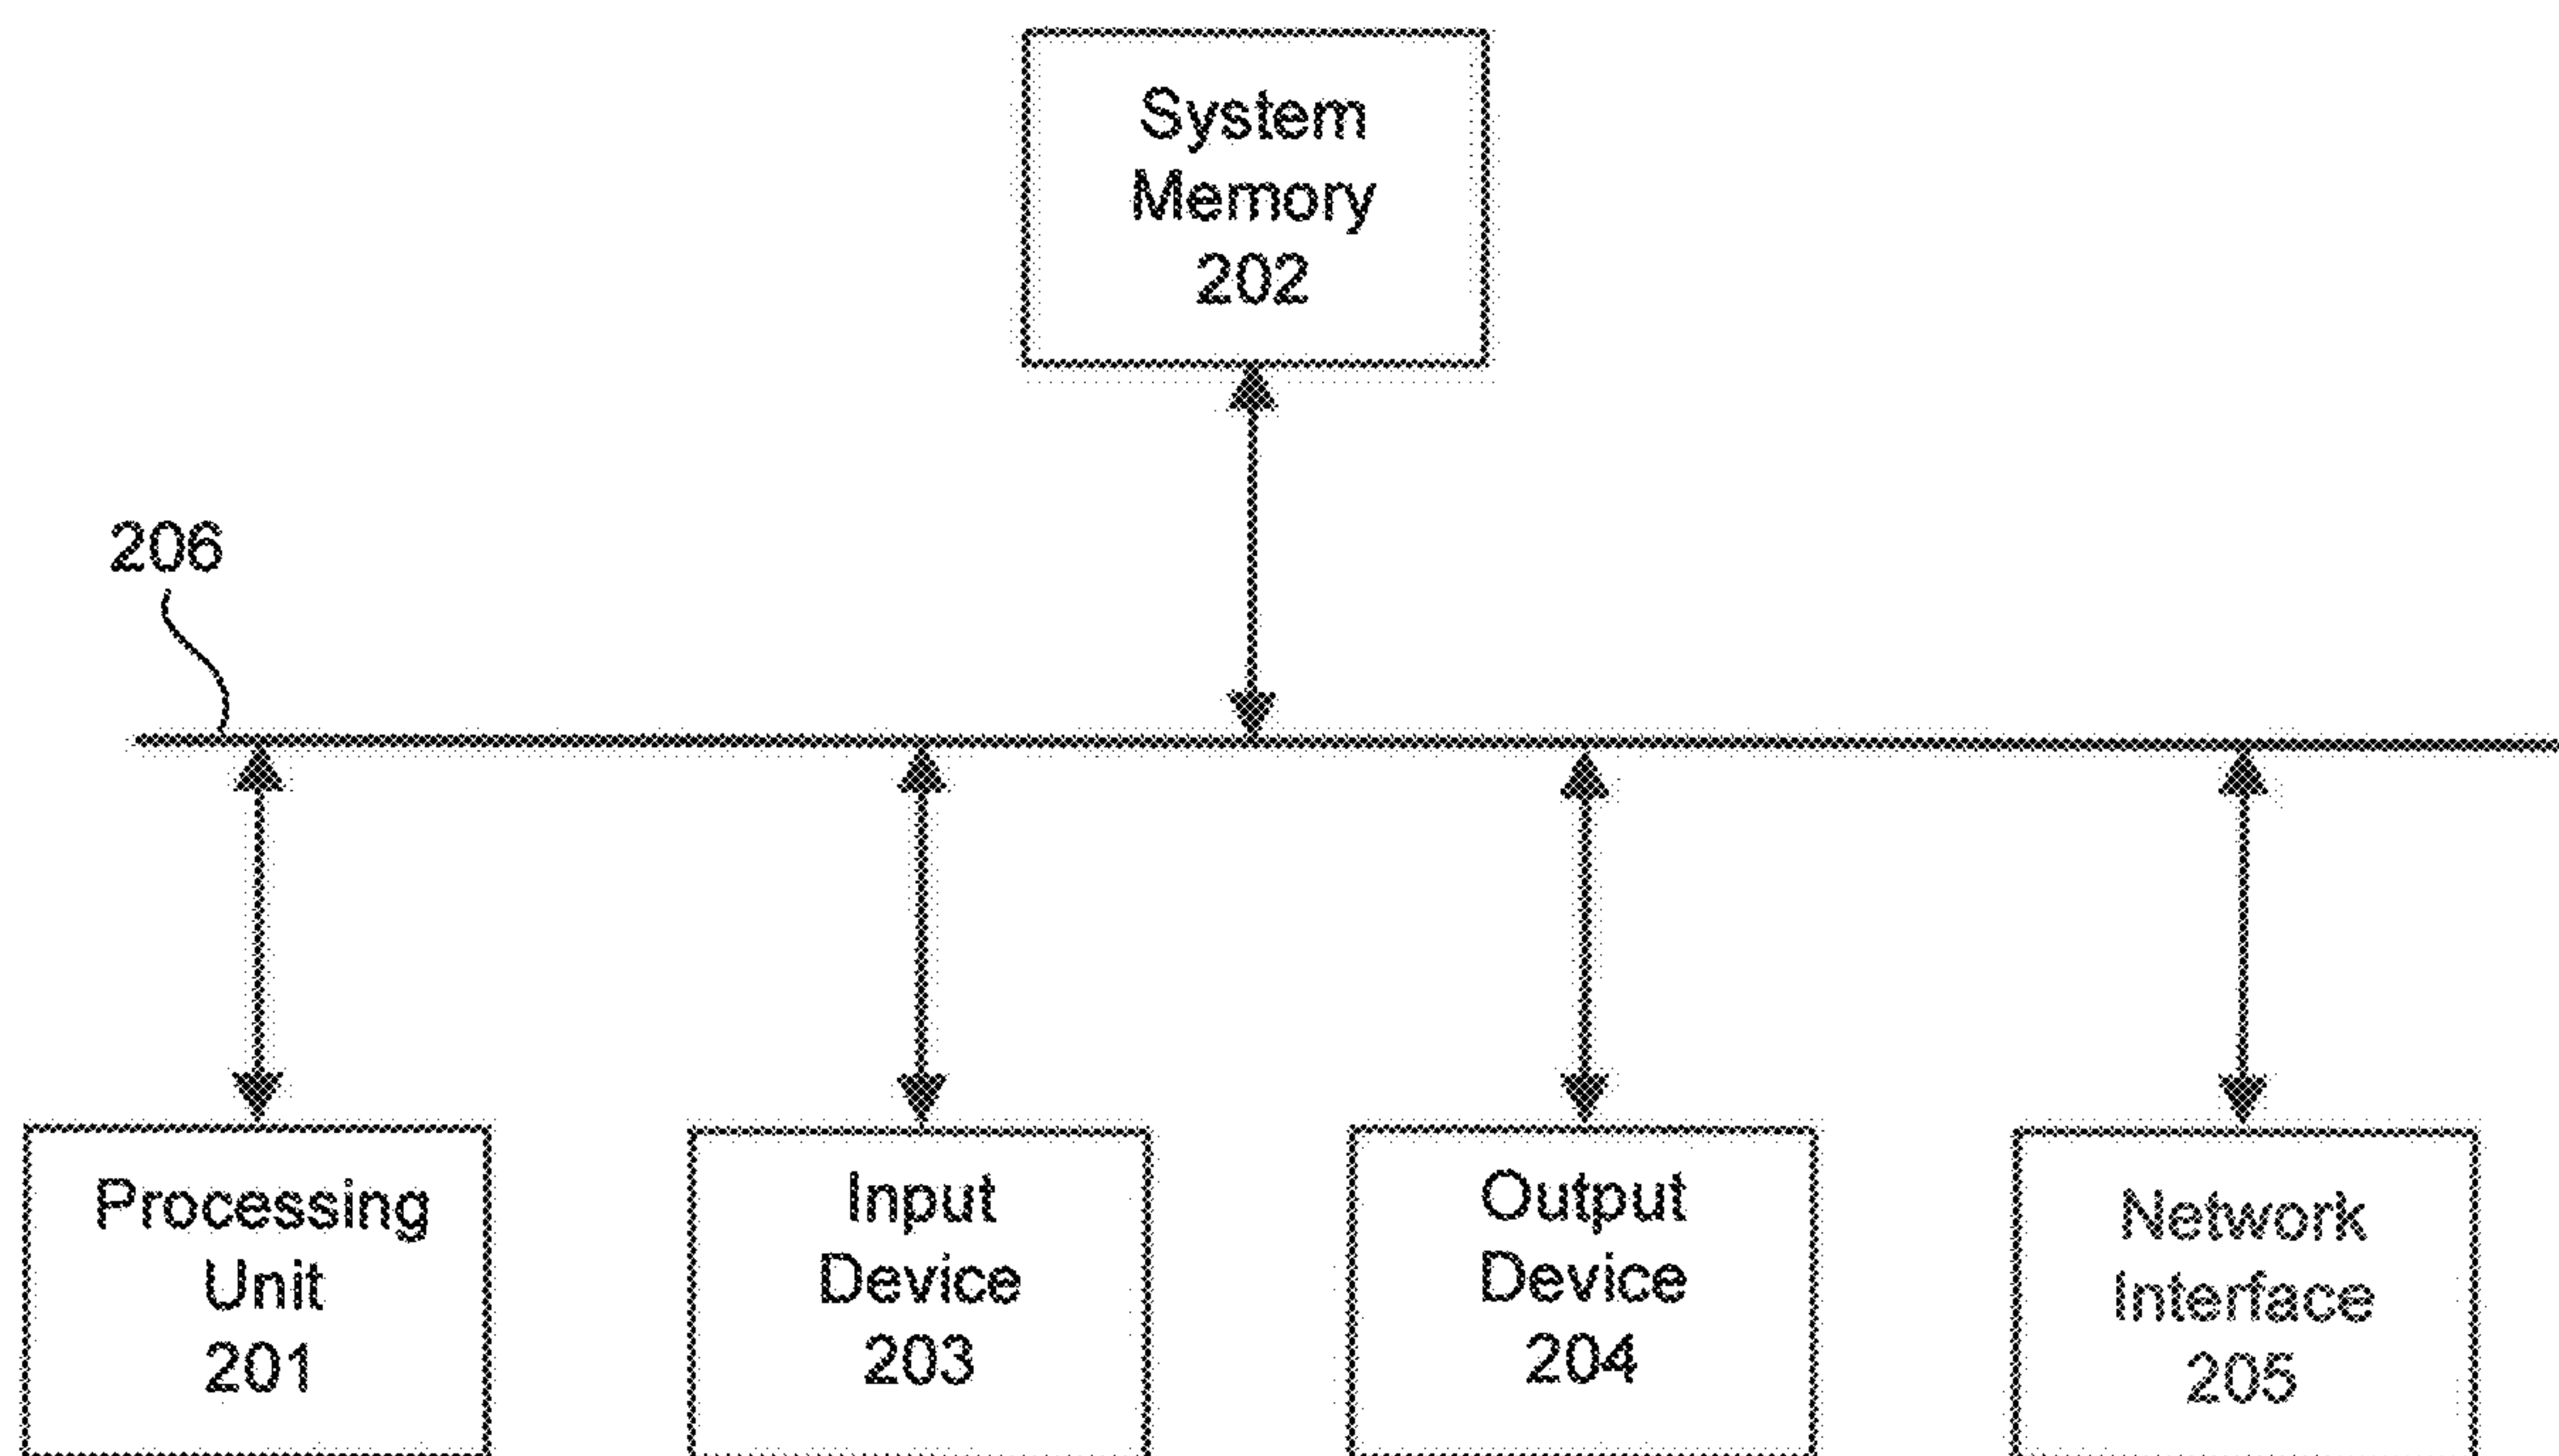 System
Memory
202
206
Processing
Unit
201
Input
Device
203
Output
Device
204
Network
Interface
205